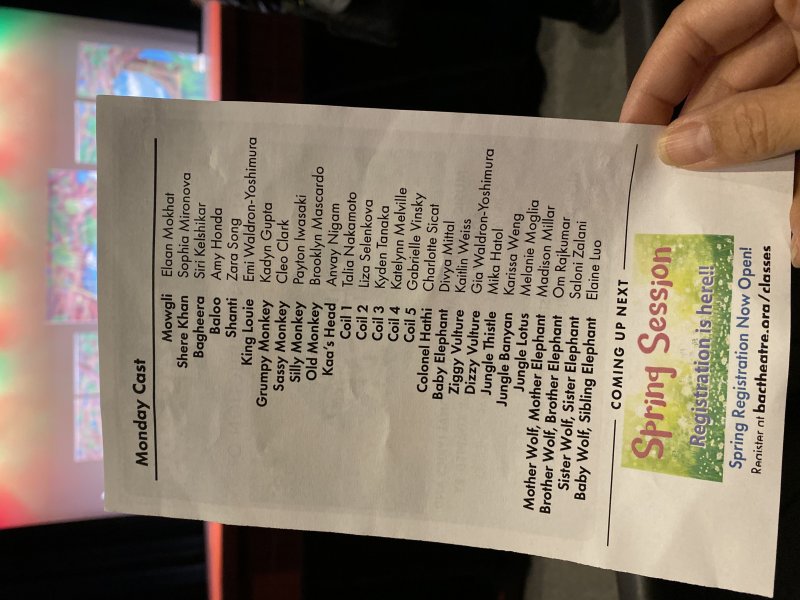 Monday Cast
Mowgli Elaan Mokhat
Shere Khan Sophia Mironova
Bagheera Siri Kelshikar
Baloo Amy Honda
Shanti Zara Song
King Louie Emi Waldron-Yoshimura
Grumpy Monkey Kadyn Gupta
Sassy Monkey Cleo Clark
Silly Monkey Payton Iwasaki
Old Monkey Brooklyn Mascardo
Kaa's Head Anvay Nigam
Coil 1 Talia Nakamoto
Coil 2 Liza Selenkova
Coil 3 Kyden Tanaka
Coil 4 Katelynn Melville
Coil 5 Gabrielle Vinsky
Colonel Hathi Charlotte Sicat
Baby Elephant Divya Mittal
Ziggy Vulture Kaitlin Weiss
Dizzy Vulture Gia Waldron-Yoshimura
Jungle Thistle Mika Hatol
Jungle Banyan Karissa Weng
Jungle Lotus Melanie Moglia
Mother Wolf, Mother Elephant Madison Millar
Brother Wolf, Brother Elephant Om Rajkumar
Sister Wolf, Sister Elephant Saloni Zalani
Baby Wolf, Sibling Elephant Elaine Luo
COMING UP NEXT
Spring Session
Registration is here!!
Spring Registration Now Open!
Register at bactheatre.org/classes